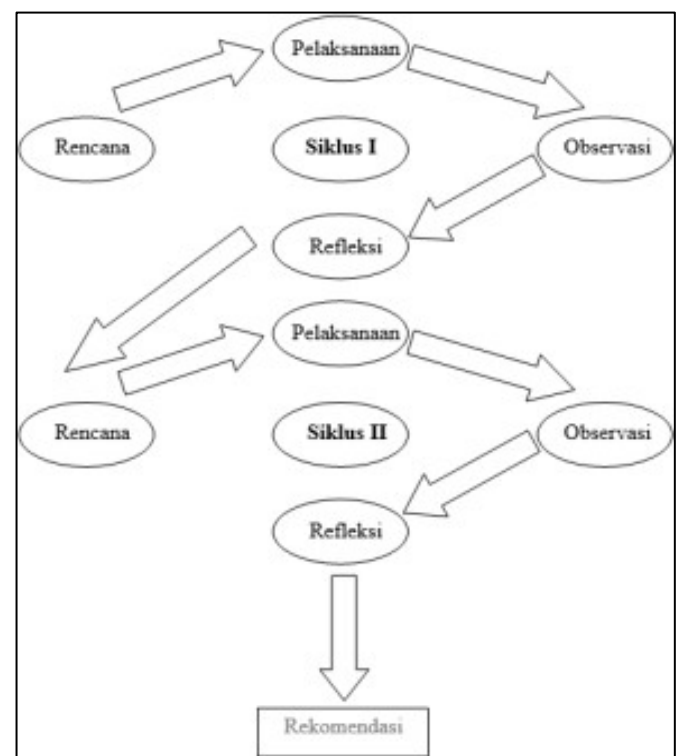 Pelaksanaan
Rencana
Siklus I
Observasi
Refleksi
Pelaksanaan
Rencana
Siklus II
Observasi
Refleksi
Rekomendasi